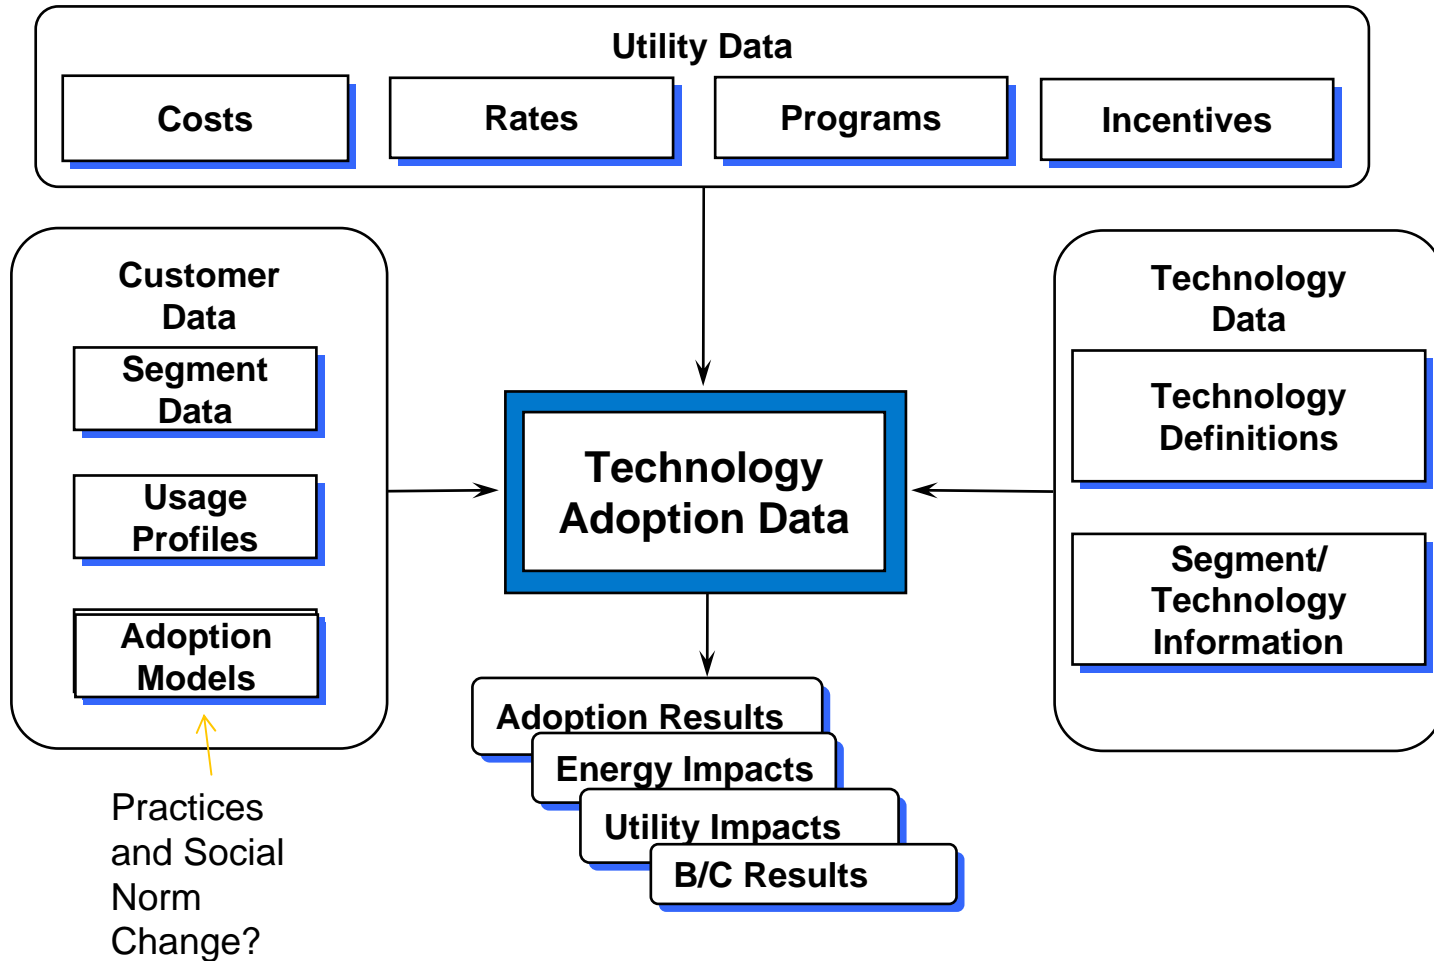 Utility Data
Costs
Rates
Programs
Incentives
Customer
Data
Segment
Data
Usage
Profiles
Adoption
Models
Practices
and Social
Norm
Change?
Technology
Adoption Data
Technology
Data
Technology
Definitions
Segment/
Technology
Information
Adoption Results
Energy Impacts
Utility Impacts
B/C Results